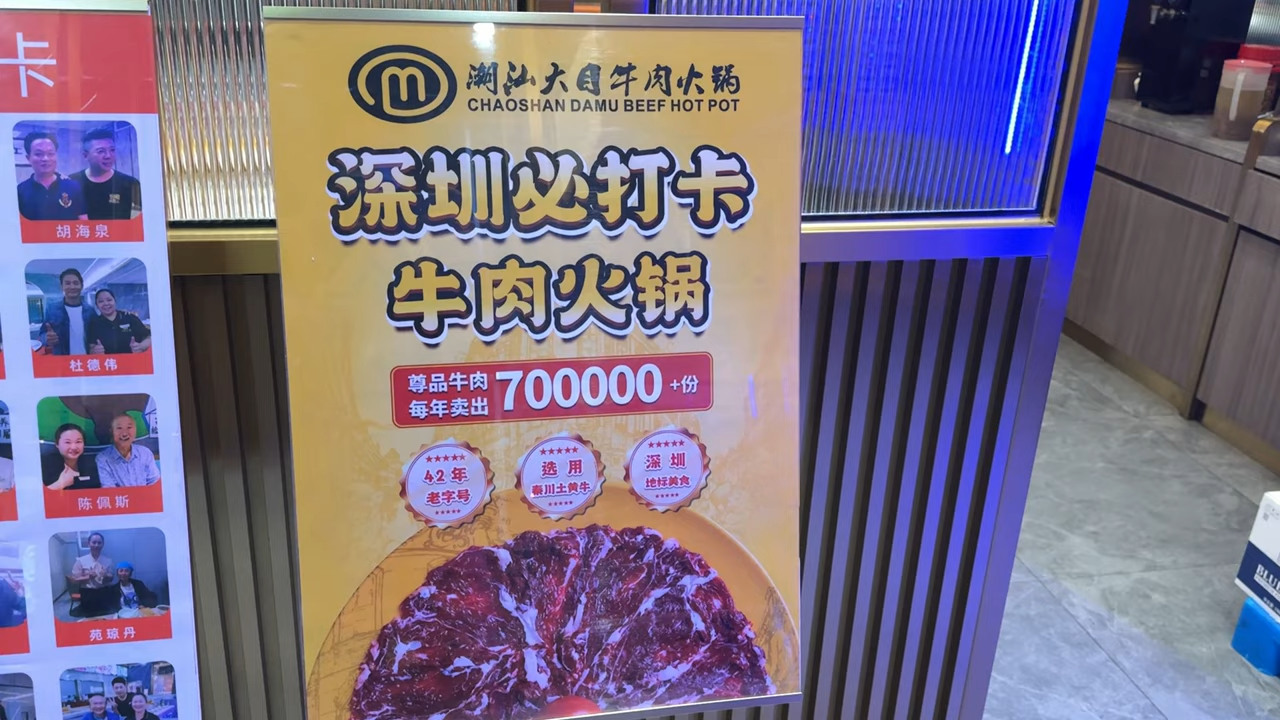 卡
胡海泉
杜德伟
陈佩斯
苑琼丹
潮汕大目牛肉火锅
CHAOSHAN DAMU BEEF HOT POT
深圳必打卡
牛肉火锅
尊品牛肉
每年卖出
700000+份
42年
老字号
选用
秦川土黄牛
深圳
地标美食
BLU